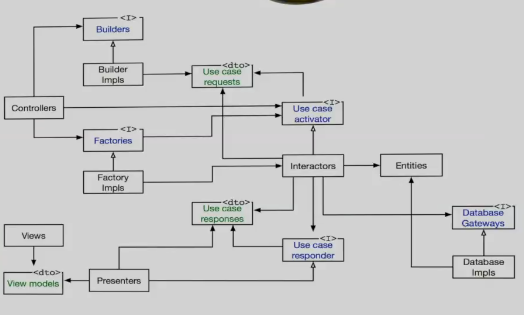 <I>
Builders
Builder
Impls
<dto>
Use case
requests
Controllers
<I>
Use case
activator
<I>
Factories
Factory
Impls
Interactors
Entities
<dto>
Use case
responses
<I>
Database
Gateways
Views
<I>
Use case
responder
<dto>
View models
Presenters
Database
Impls